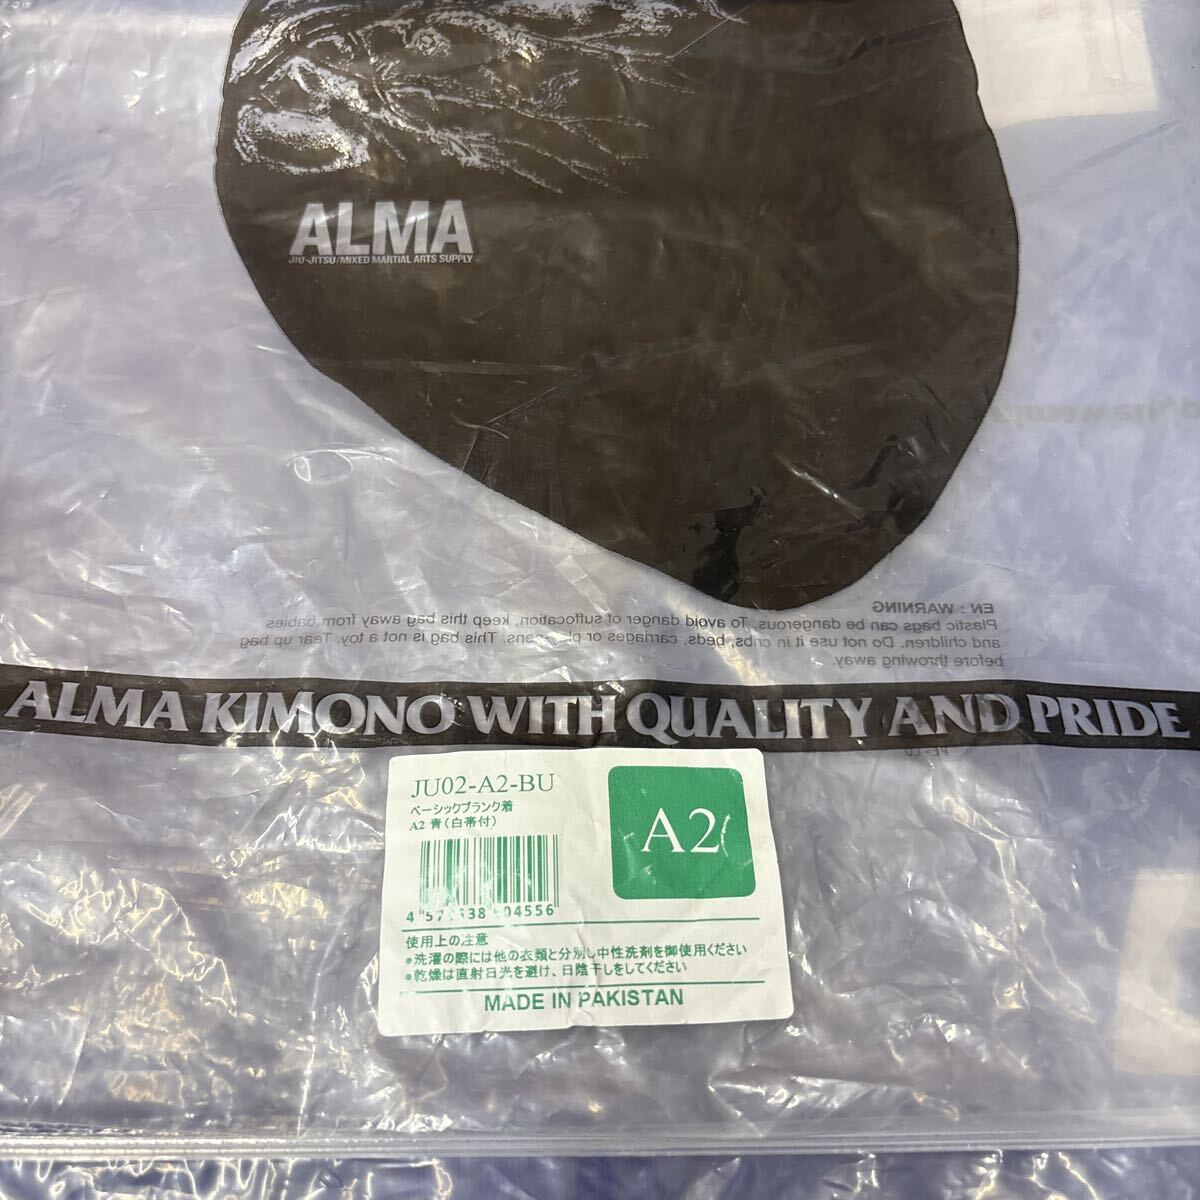 ALMA
JIU-JITSU/MIXED MARTIAL ARTS SUPPLY
EN : WARNING
Plastic bags can be dangerous. To avoid danger of suffocation, keep this bag away from babies
and children. Do not use it in cribs, beds, carriages, or pens. This bag is not a toy. Tear up bag
before throwing away.
ALMA KIMONO WITH QUALITY AND PRIDE
JU02-A2-BU
ベーシックブランク着
A2 青(白帯付)
A2
使用上の注意
●洗濯の際には他の衣類と分別し中性洗剤を御使用ください
●乾燥は直射日光を避け、日陰干しをしてください
MADE IN PAKISTAN